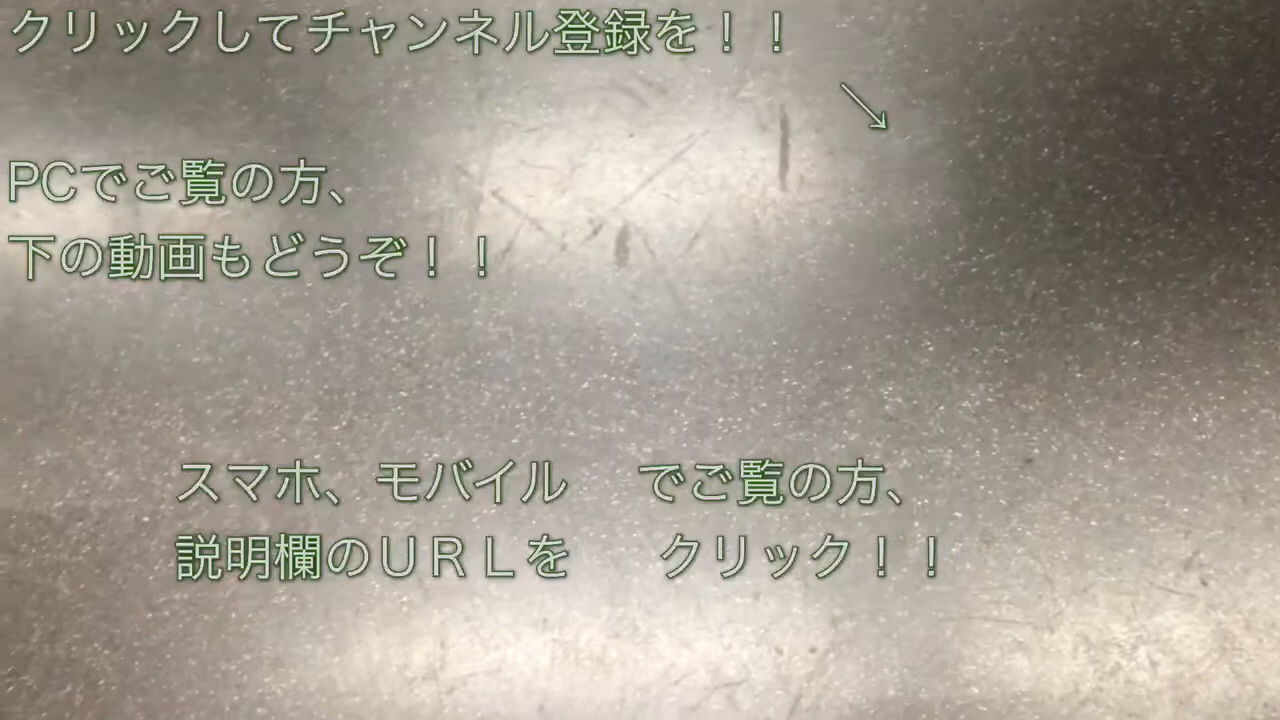 クリックしてチャンネル登録を！！
↘
PCでご覧の方、
下の動画もどうぞ！！
スマホ、モバイル　でご覧の方、
説明欄のＵＲＬを　クリック！！